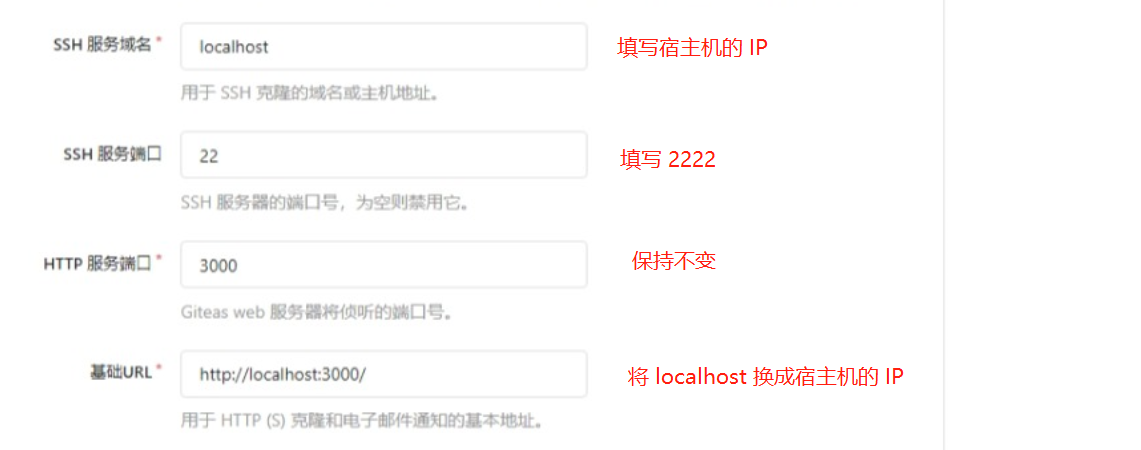 SSH 服务域名 * localhost 填写宿主机的 IP
用于 SSH 克隆的域名或主机地址。
SSH 服务端口 22 填写 2222
SSH 服务器的端口号，为空则禁用它。
HTTP 服务端口 * 3000 保持不变
Giteas web 服务器将侦听的端口号。
基础URL * http://localhost:3000/ 将 localhost 换成宿主机的 IP
用于 HTTP (S) 克隆和电子邮件通知的基本地址。